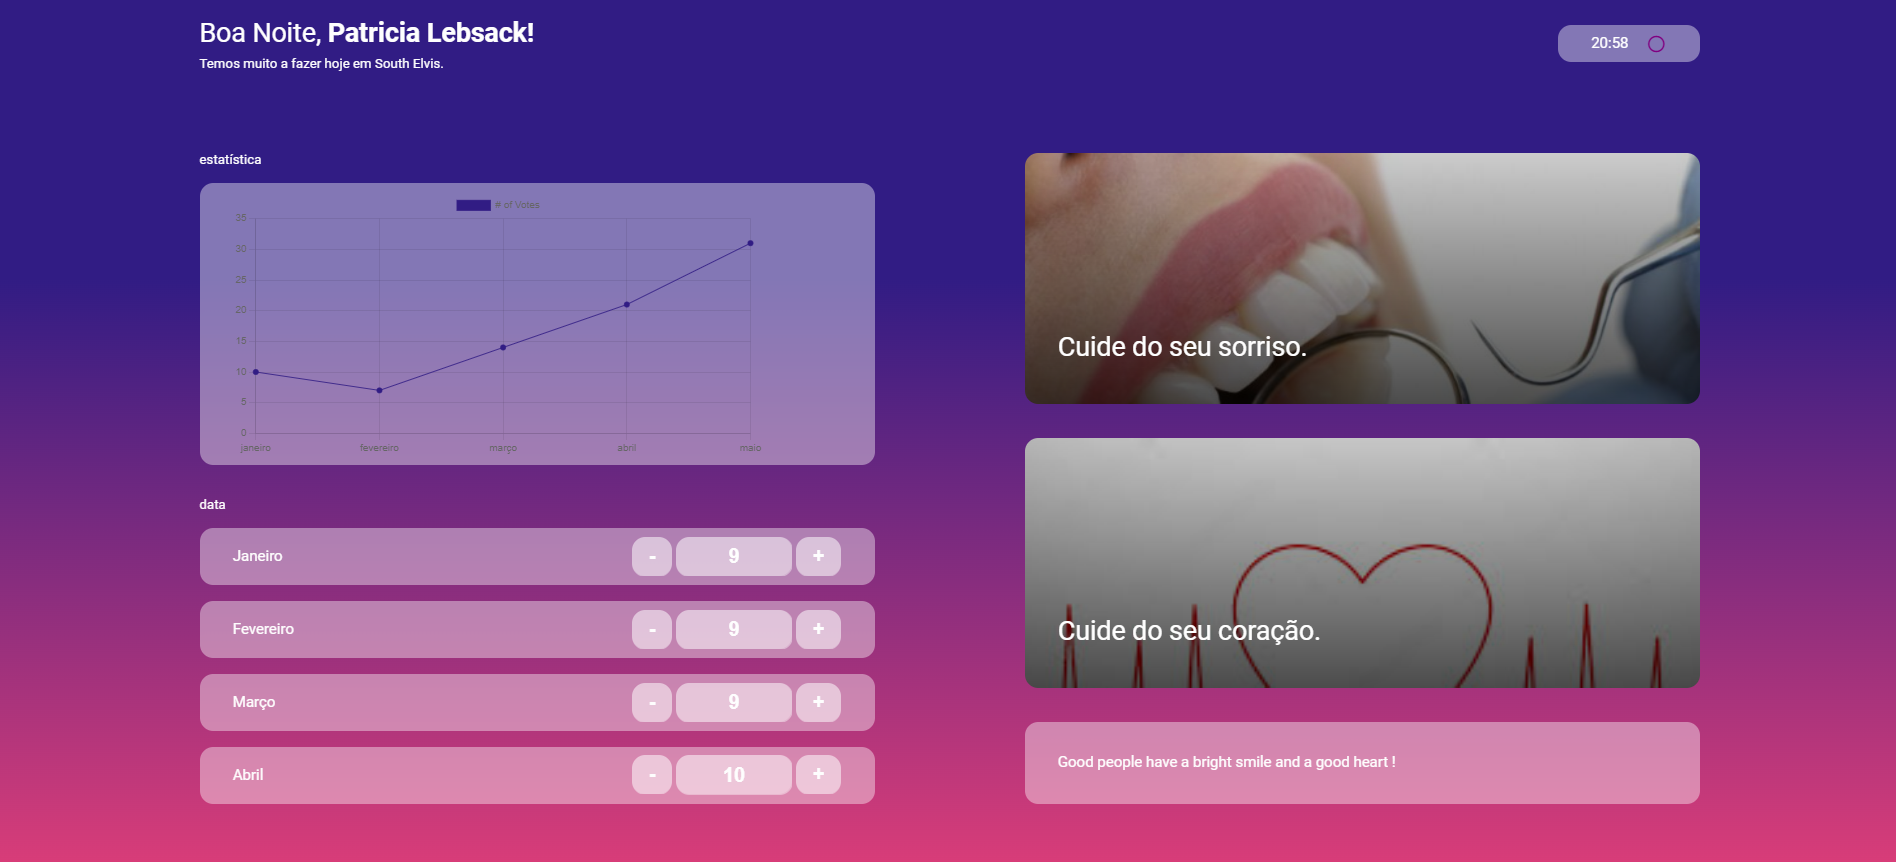 Boa Noite, Patricia Lebsack!
Temos muito a fazer hoje em South Elvis.
20:58
estatística
# of Votes
35
30
25
20
15
10
5
0
janeiro fevereiro março abril maio
data
Janeiro - 9 +
Fevereiro - 9 +
Março - 9 +
Abril - 10 +
Cuide do seu sorriso.
Cuide do seu coração.
Good people have a bright smile and a good heart !